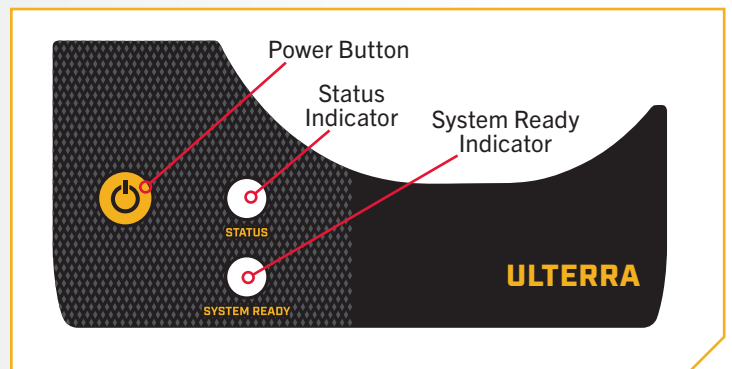 Power Button
Status
Indicator
System Ready
Indicator
STATUS
SYSTEM READY
ULTERRA